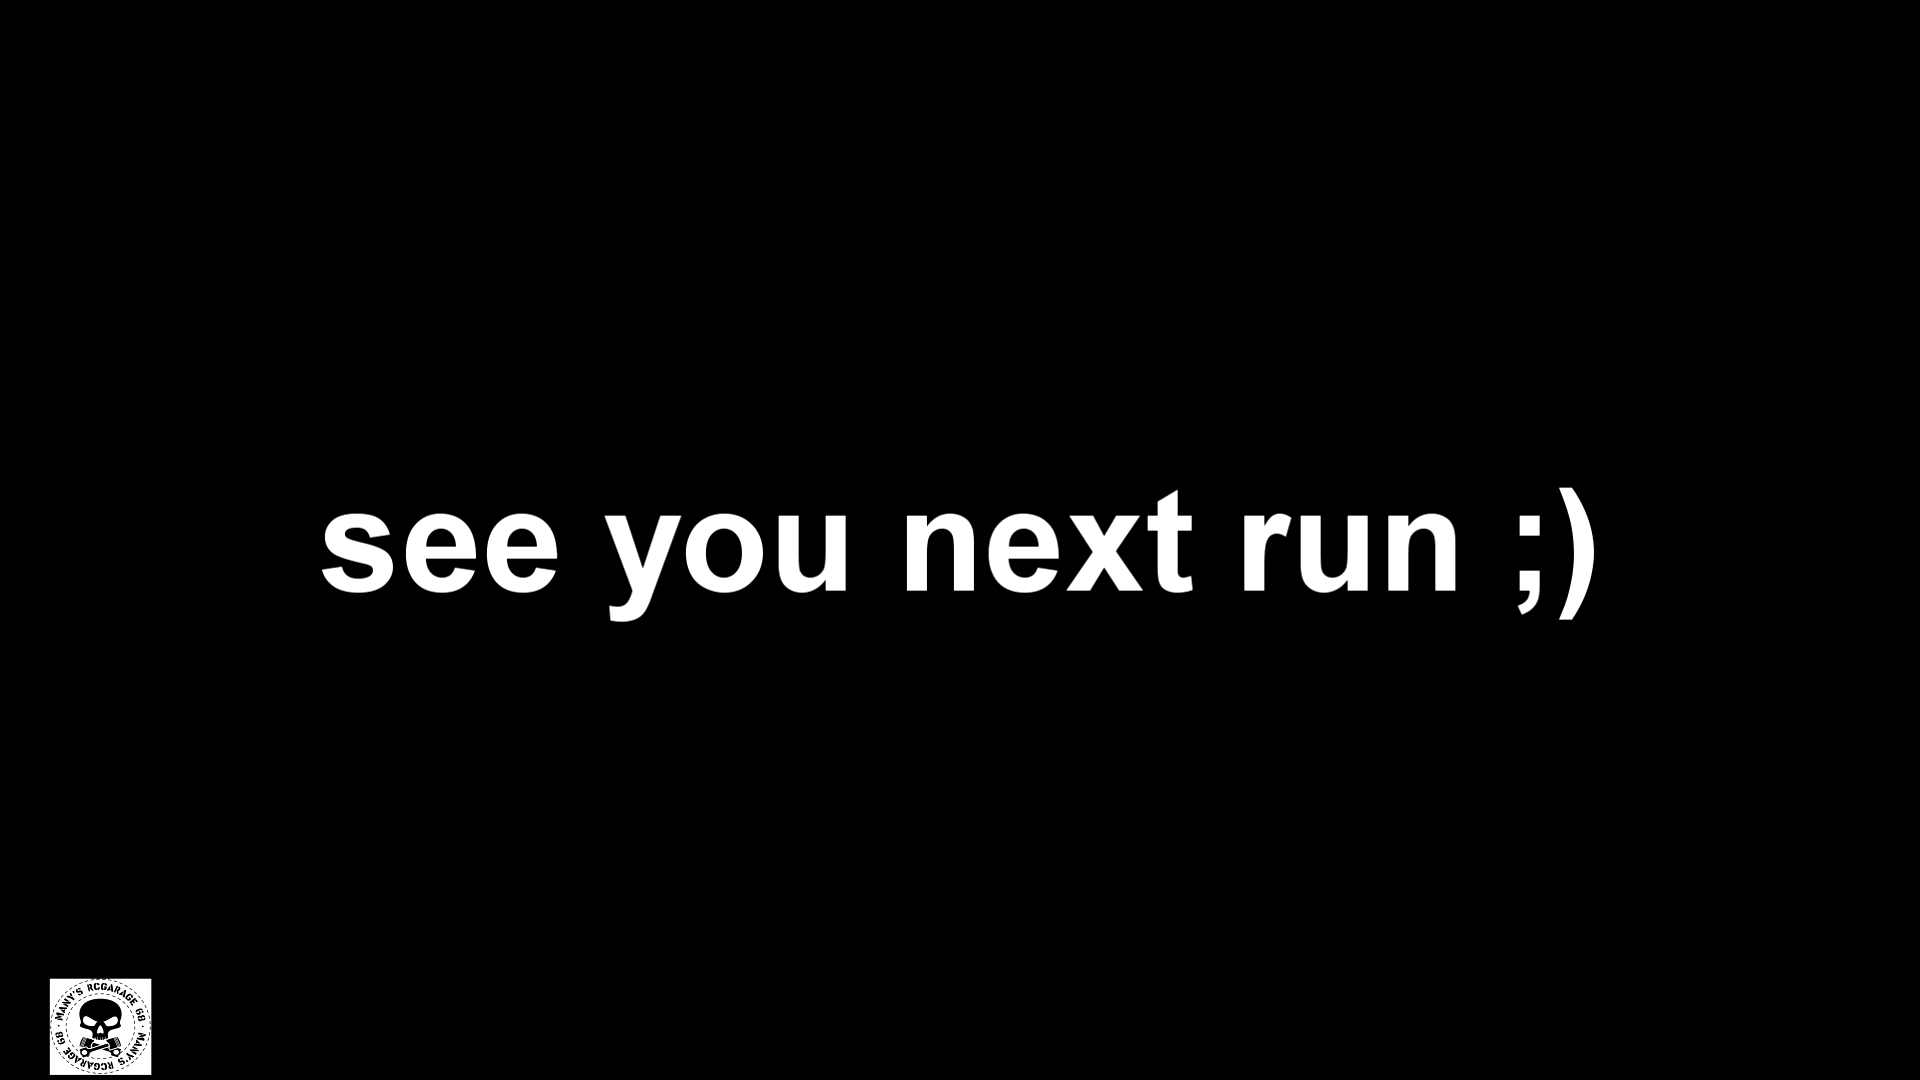 see you next run ;)
MANY'S RCGARAGE 68 · MANY'S RCGARAGE 68 ·